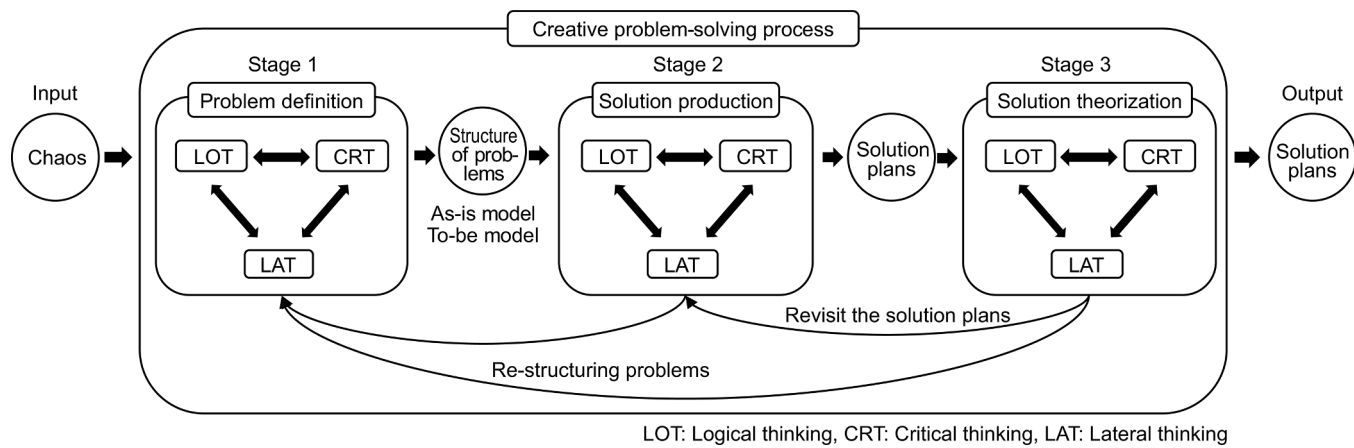 Creative problem-solving process
Input
Chaos
Stage 1
Problem definition
LOT
CRT
LAT
Structure
of prob-
lems
As-is model
To-be model
Stage 2
Solution production
LOT
CRT
LAT
Solution
plans
Stage 3
Solution theorization
LOT
CRT
LAT
Output
Solution
plans
Revisit the solution plans
Re-structuring problems
LOT: Logical thinking, CRT: Critical thinking, LAT: Lateral thinking